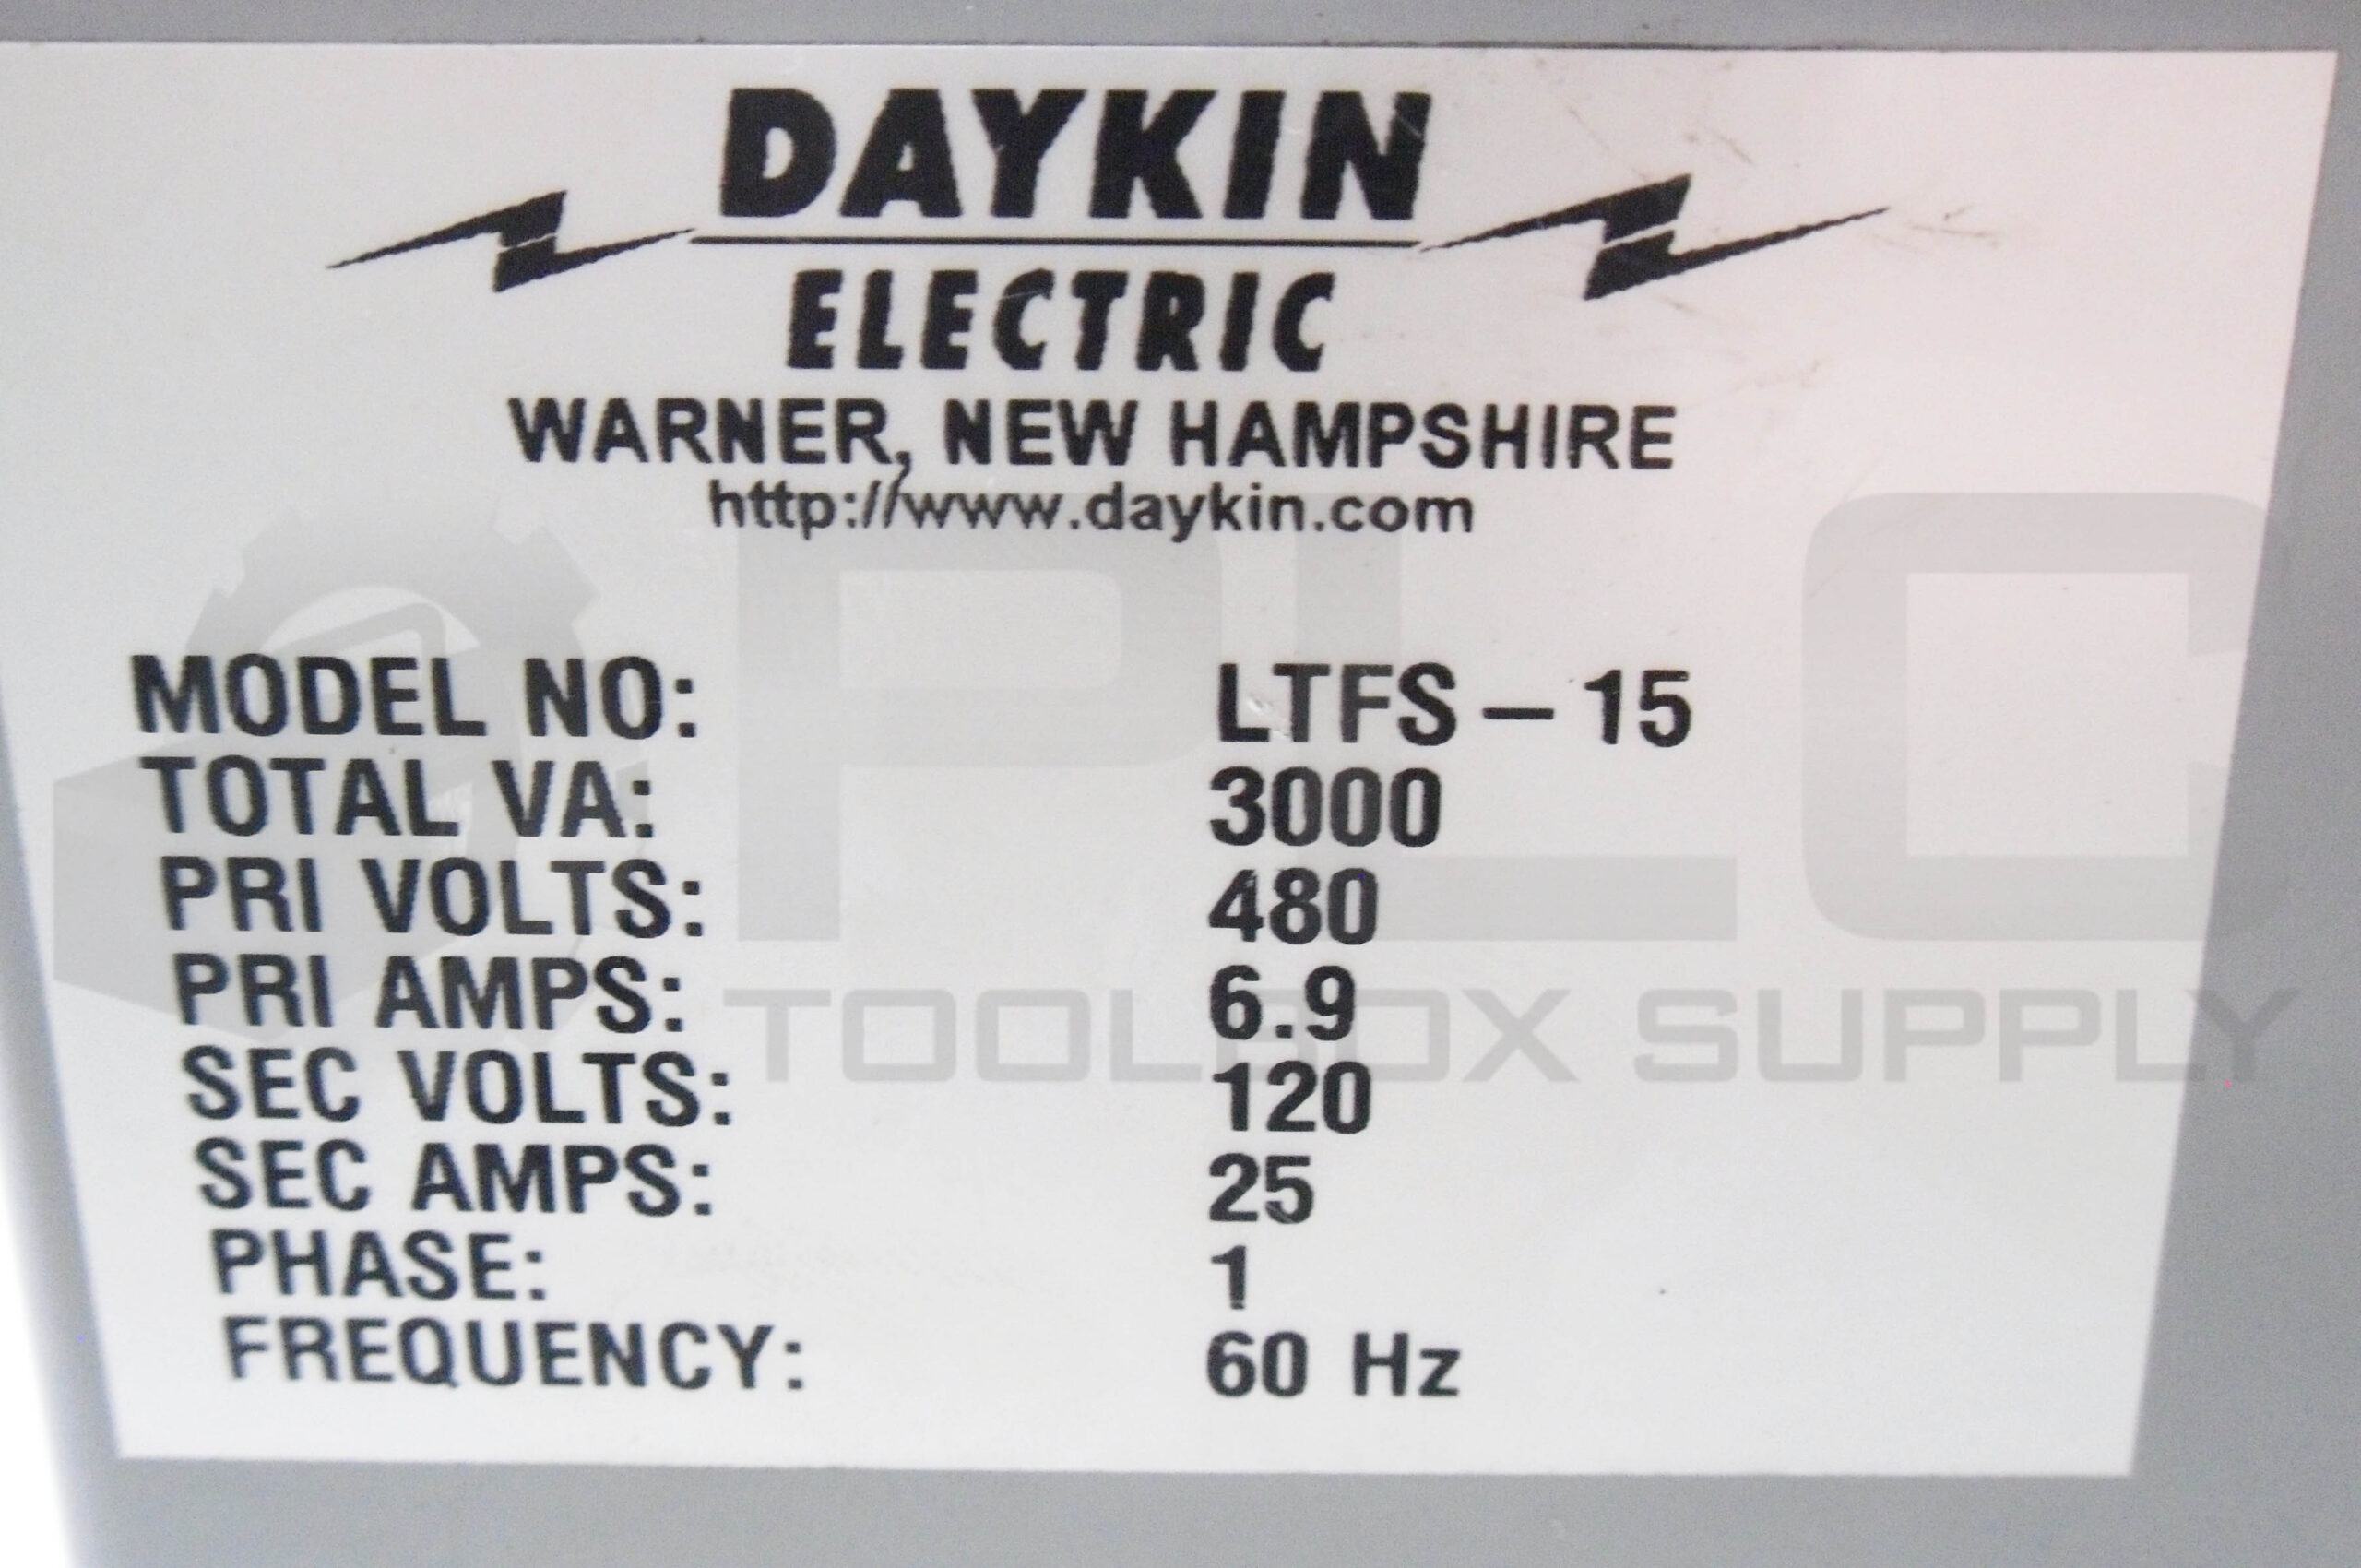 DAYKIN
ELECTRIC
WARNER, NEW HAMPSHIRE
http://www.daykin.com
MODEL NO: LTFS – 15
TOTAL VA: 3000
PRI VOLTS: 480
PRI AMPS: 6.9
SEC VOLTS: 120
SEC AMPS: 25
PHASE: 1
FREQUENCY: 60 Hz
PLC
TOOLBOX SUPPLY